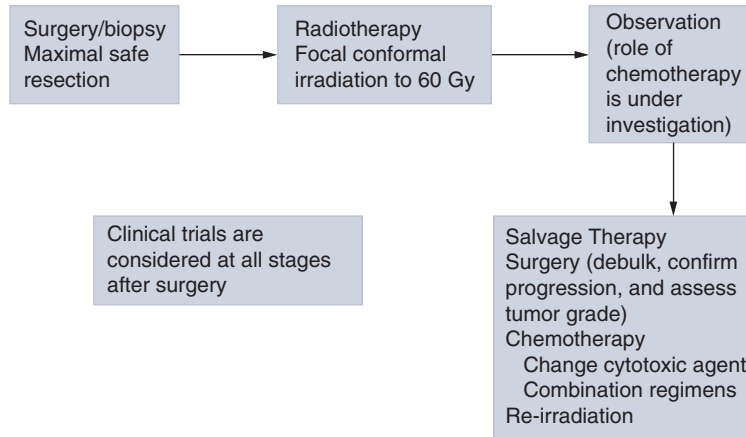 Surgery/biopsy
Maximal safe
resection
Radiotherapy
Focal conformal
irradiation to 60 Gy
Observation
(role of
chemotherapy
is under
investigation)
Clinical trials are
considered at all stages
after surgery
Salvage Therapy
Surgery (debulk, confirm
progression, and assess
tumor grade)
Chemotherapy
Change cytotoxic agent
Combination regimens
Re-irradiation